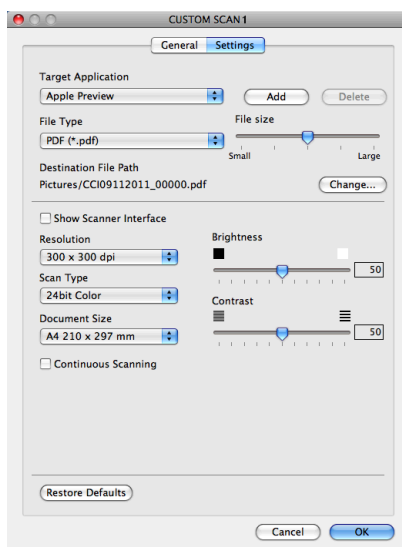 CUSTOM SCAN 1
General Settings
Target Application
Apple Preview Add Delete
File Type File size
PDF (*.pdf)
Small Large
Destination File Path
Pictures/CCI09112011_00000.pdf Change...
Show Scanner Interface
Resolution Brightness
300 x 300 dpi 50
Scan Type
24bit Color
Contrast
Document Size
A4 210 x 297 mm 50
Continuous Scanning
Restore Defaults
Cancel OK